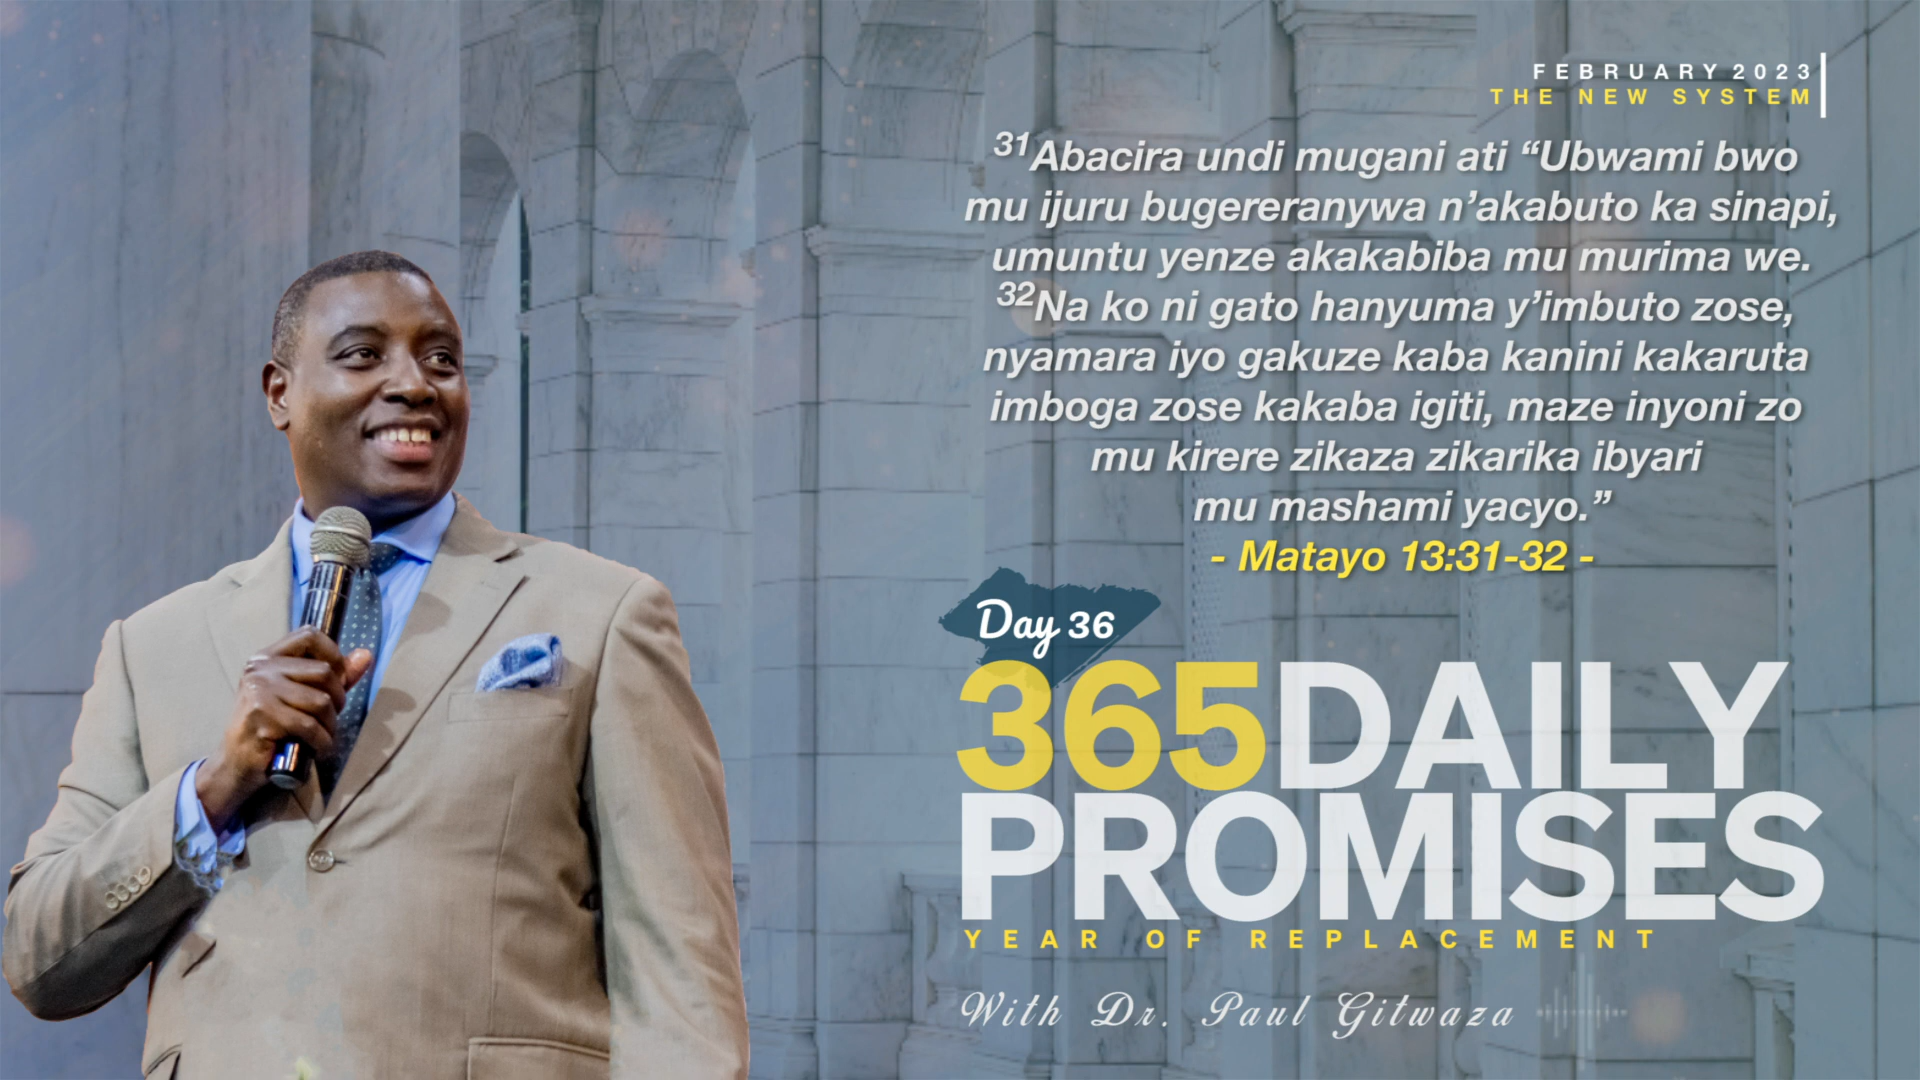 FEBRUARY 2023
THE NEW SYSTEM
31Abacira undi mugani ati “Ubwami bwo
mu ijuru bugereranywa n’akabuto ka sinapi,
umuntu yenze akakabiba mu murima we.
32Na ko ni gato hanyuma y’imbuto zose,
nyamara iyo gakuze kaba kanini kakaruta
imboga zose kakaba igiti, maze inyoni zo
mu kirere zikaza zikarika ibyari
mu mashami yacyo.”
- Matayo 13:31-32 -
Day 36
365DAILY
PROMISES
YEAR OF REPLACEMENT
With Dr. Paul Gitwaza